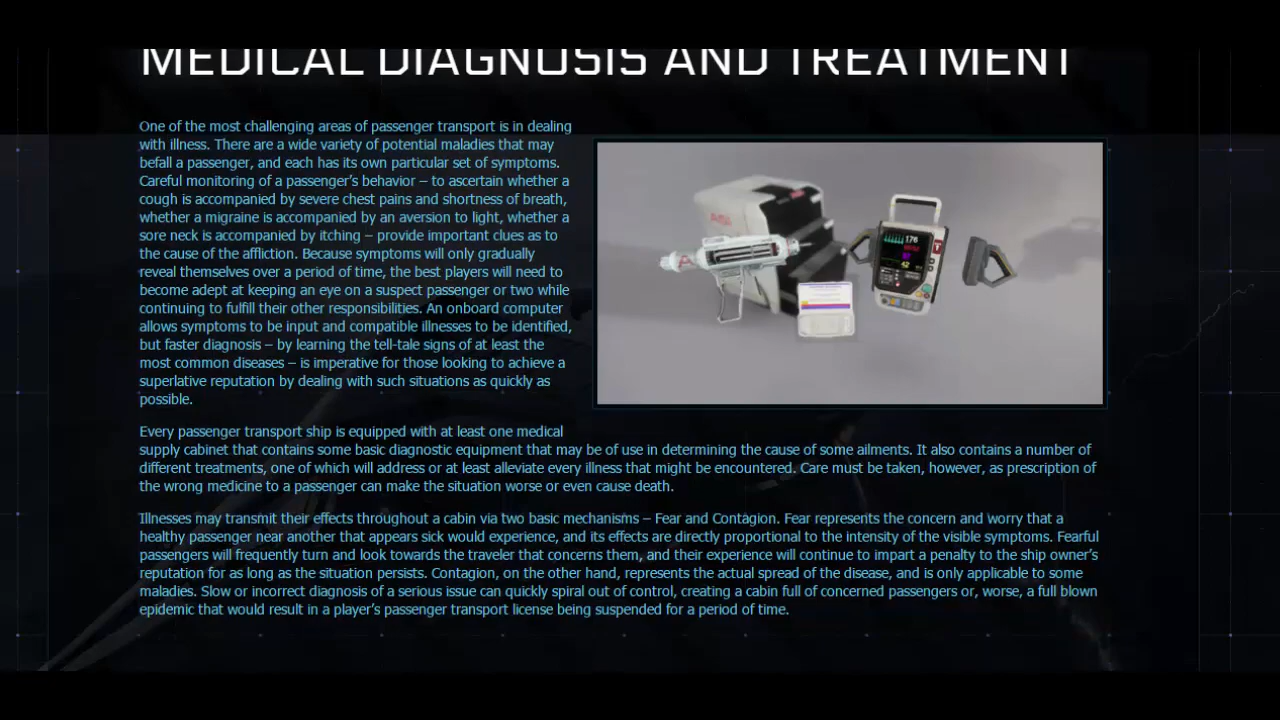 MEDICAL DIAGNOSIS AND TREATMENT
One of the most challenging areas of passenger transport is in dealing
with illness. There are a wide variety of potential maladies that may
befall a passenger, and each has its own particular set of symptoms.
Careful monitoring of a passenger’s behavior – to ascertain whether a
cough is accompanied by severe chest pains and shortness of breath,
whether a migraine is accompanied by an aversion to light, whether a
sore neck is accompanied by itching – provide important clues as to
the cause of the affliction. Because symptoms will only gradually
reveal themselves over a period of time, the best players will need to
become adept at keeping an eye on a suspect passenger or two while
continuing to fulfill their other responsibilities. An onboard computer
allows symptoms to be input and compatible illnesses to be identified,
but faster diagnosis – by learning the tell-tale signs of at least the
most common diseases – is imperative for those looking to achieve a
superlative reputation by dealing with such situations as quickly as
possible.
176
42
Every passenger transport ship is equipped with at least one medical
supply cabinet that contains some basic diagnostic equipment that may be of use in determining the cause of some ailments. It also contains a number of
different treatments, one of which will address or at least alleviate every illness that might be encountered. Care must be taken, however, as prescription of
the wrong medicine to a passenger can make the situation worse or even cause death.
Illnesses may transmit their effects throughout a cabin via two basic mechanisms – Fear and Contagion. Fear represents the concern and worry that a
healthy passenger near another that appears sick would experience, and its effects are directly proportional to the intensity of the visible symptoms. Fearful
passengers will frequently turn and look towards the traveler that concerns them, and their experience will continue to impart a penalty to the ship owner’s
reputation for as long as the situation persists. Contagion, on the other hand, represents the actual spread of the disease, and is only applicable to some
maladies. Slow or incorrect diagnosis of a serious issue can quickly spiral out of control, creating a cabin full of concerned passengers or, worse, a full blown
epidemic that would result in a player’s passenger transport license being suspended for a period of time.